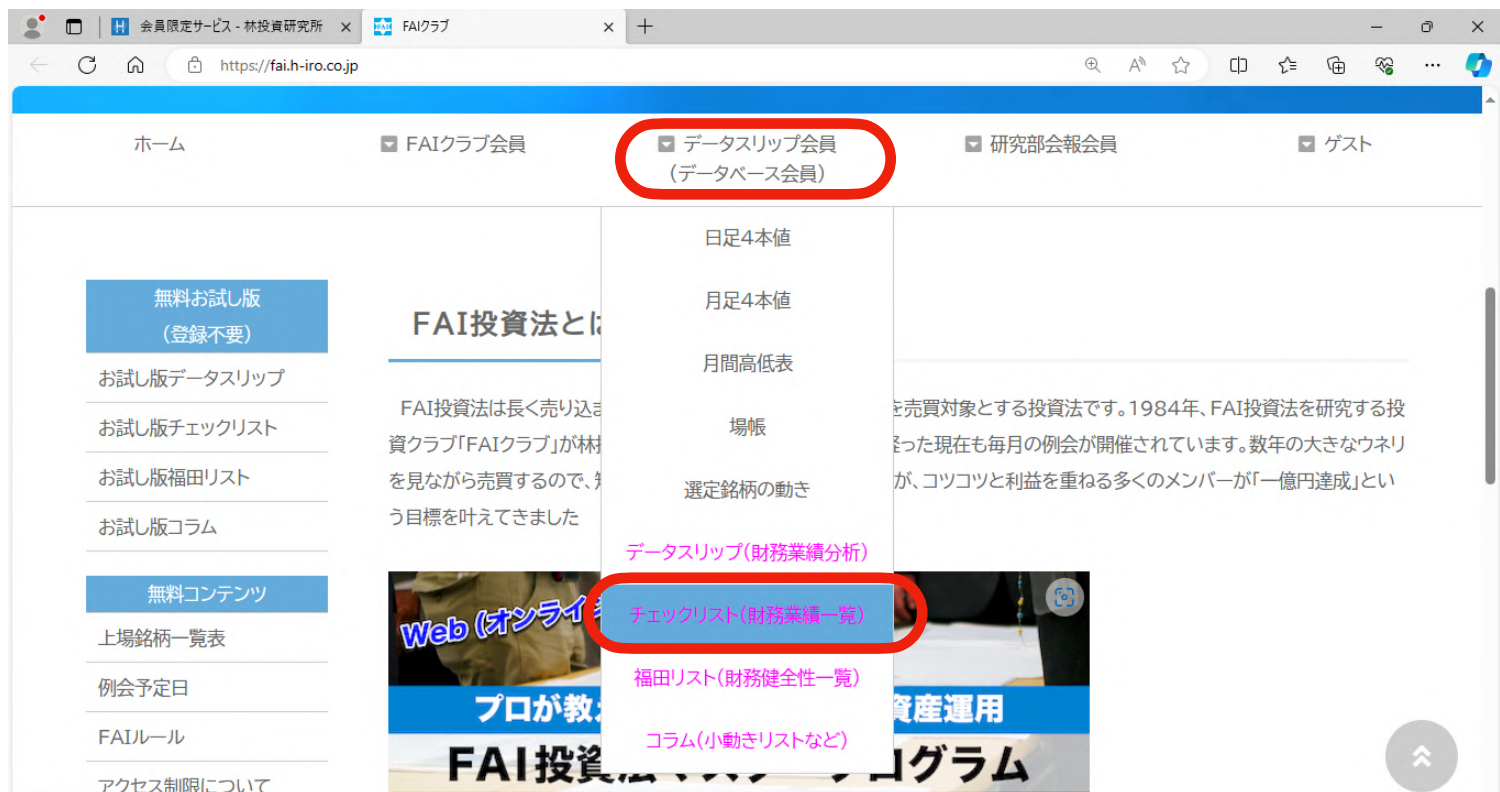 会員限定サービス - 林投資研究所
FAIクラブ
https://fai.h-iro.co.jp
ホーム
FAIクラブ会員
データスリップ会員
(データベース会員)
研究部会報会員
ゲスト
日足4本値
月足4本値
月間高低表
場帳
選定銘柄の動き
データスリップ(財務業績分析)
チェックリスト(財務業績一覧)
福田リスト(財務健全性一覧)
コラム(小動きリストなど)
無料お試し版
(登録不要)
お試し版データスリップ
お試し版チェックリスト
お試し版福田リスト
お試し版コラム
無料コンテンツ
上場銘柄一覧表
例会予定日
FAIルール
アクセス制限について
FAI投資法とは
FAI投資法は長く売り込ま を売買対象とする投資法です。1984年、FAI投資法を研究する投
資クラブ「FAIクラブ」が林投 経った現在も毎月の例会が開催されています。数年の大きなウネリ
を見ながら売買するので、短 が、コツコツと利益を重ねる多くのメンバーが「一億円達成」とい
う目標を叶えてきました
Web (オンライ
プロが教え 資産運用
FAI投資法マスタープログラム